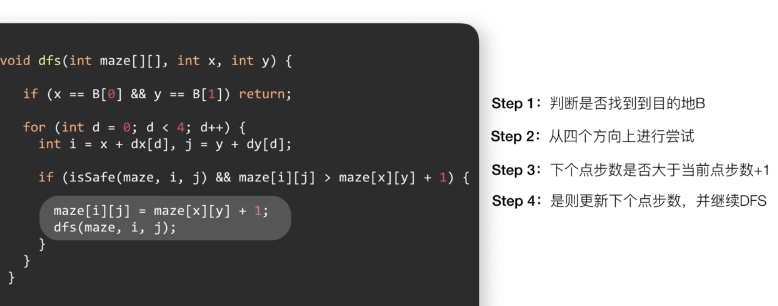 void dfs(int maze[][], int x, int y) {
if (x == B[0] && y == B[1]) return;
for (int d = 0; d < 4; d++) {
int i = x + dx[d], j = y + dy[d];
if (isSafe(maze, i, j) && maze[i][j] > maze[x][y] + 1) {
maze[i][j] = maze[x][y] + 1;
dfs(maze, i, j);
}
}
}
Step 1：判断是否找到到目的地B
Step 2：从四个方向上进行尝试
Step 3：下个点步数是否大于当前点步数+1
Step 4：是则更新下个点步数，并继续DFS